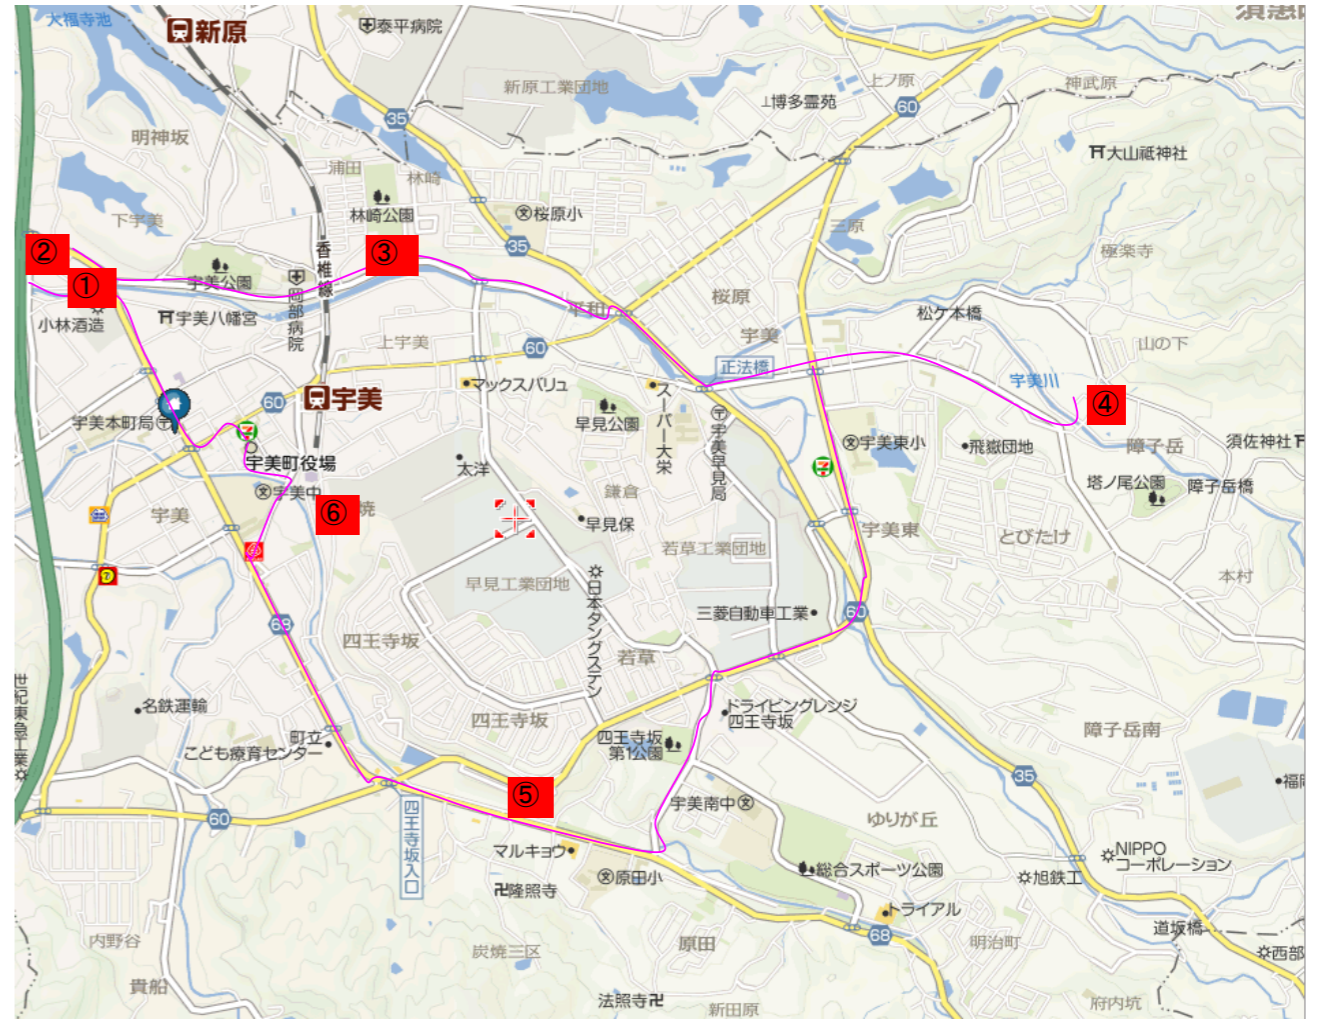 大福寺池
新原
泰平病院
須恵
新原工業団地
上ノ原
神武原
博多霊苑
60
35
明神坂
浦田
林崎
大山祇神社
林崎公園
桜原小
下宇美
三原
35
極楽寺
②
③
香椎線
①
宇美公園
岡部病院
桜原
平和
小林酒造
宇美八幡宮
松ケ本橋
上宇美
宇美
山の下
60
正法橋
宇美川
マックスバリュ
宇美
60
スーパー大栄
④
早見公園
宇美本町局
宇美早見局
宇美東小
飛嶽団地
障子岳
須佐神社
宇美町役場
太洋
塔ノ尾公園
障子岳橋
宇美中
鎌倉
⑥
焼
宇美
早見保
宇美東
とびたけ
若草工業団地
早見工業団地
日本タングステン
本村
三菱自動車工業
60
68
四王寺坂
若草
世紀東急工業
名鉄運輸
ドライビングレンジ
四王寺坂
四王寺坂
障子岳南
町立
こども療育センター
四王寺坂
第1公園
35
福
⑤
宇美南中
四王寺坂入口
60
ゆりが丘
マルキョウ
NIPPO
コーポレーション
総合スポーツ公園
原田小
旭鉄工
隆照寺
トライアル
道坂橋
内野谷
68
炭焼三区
原田
明治町
西部
貴船
法照寺
新田原
府内坑